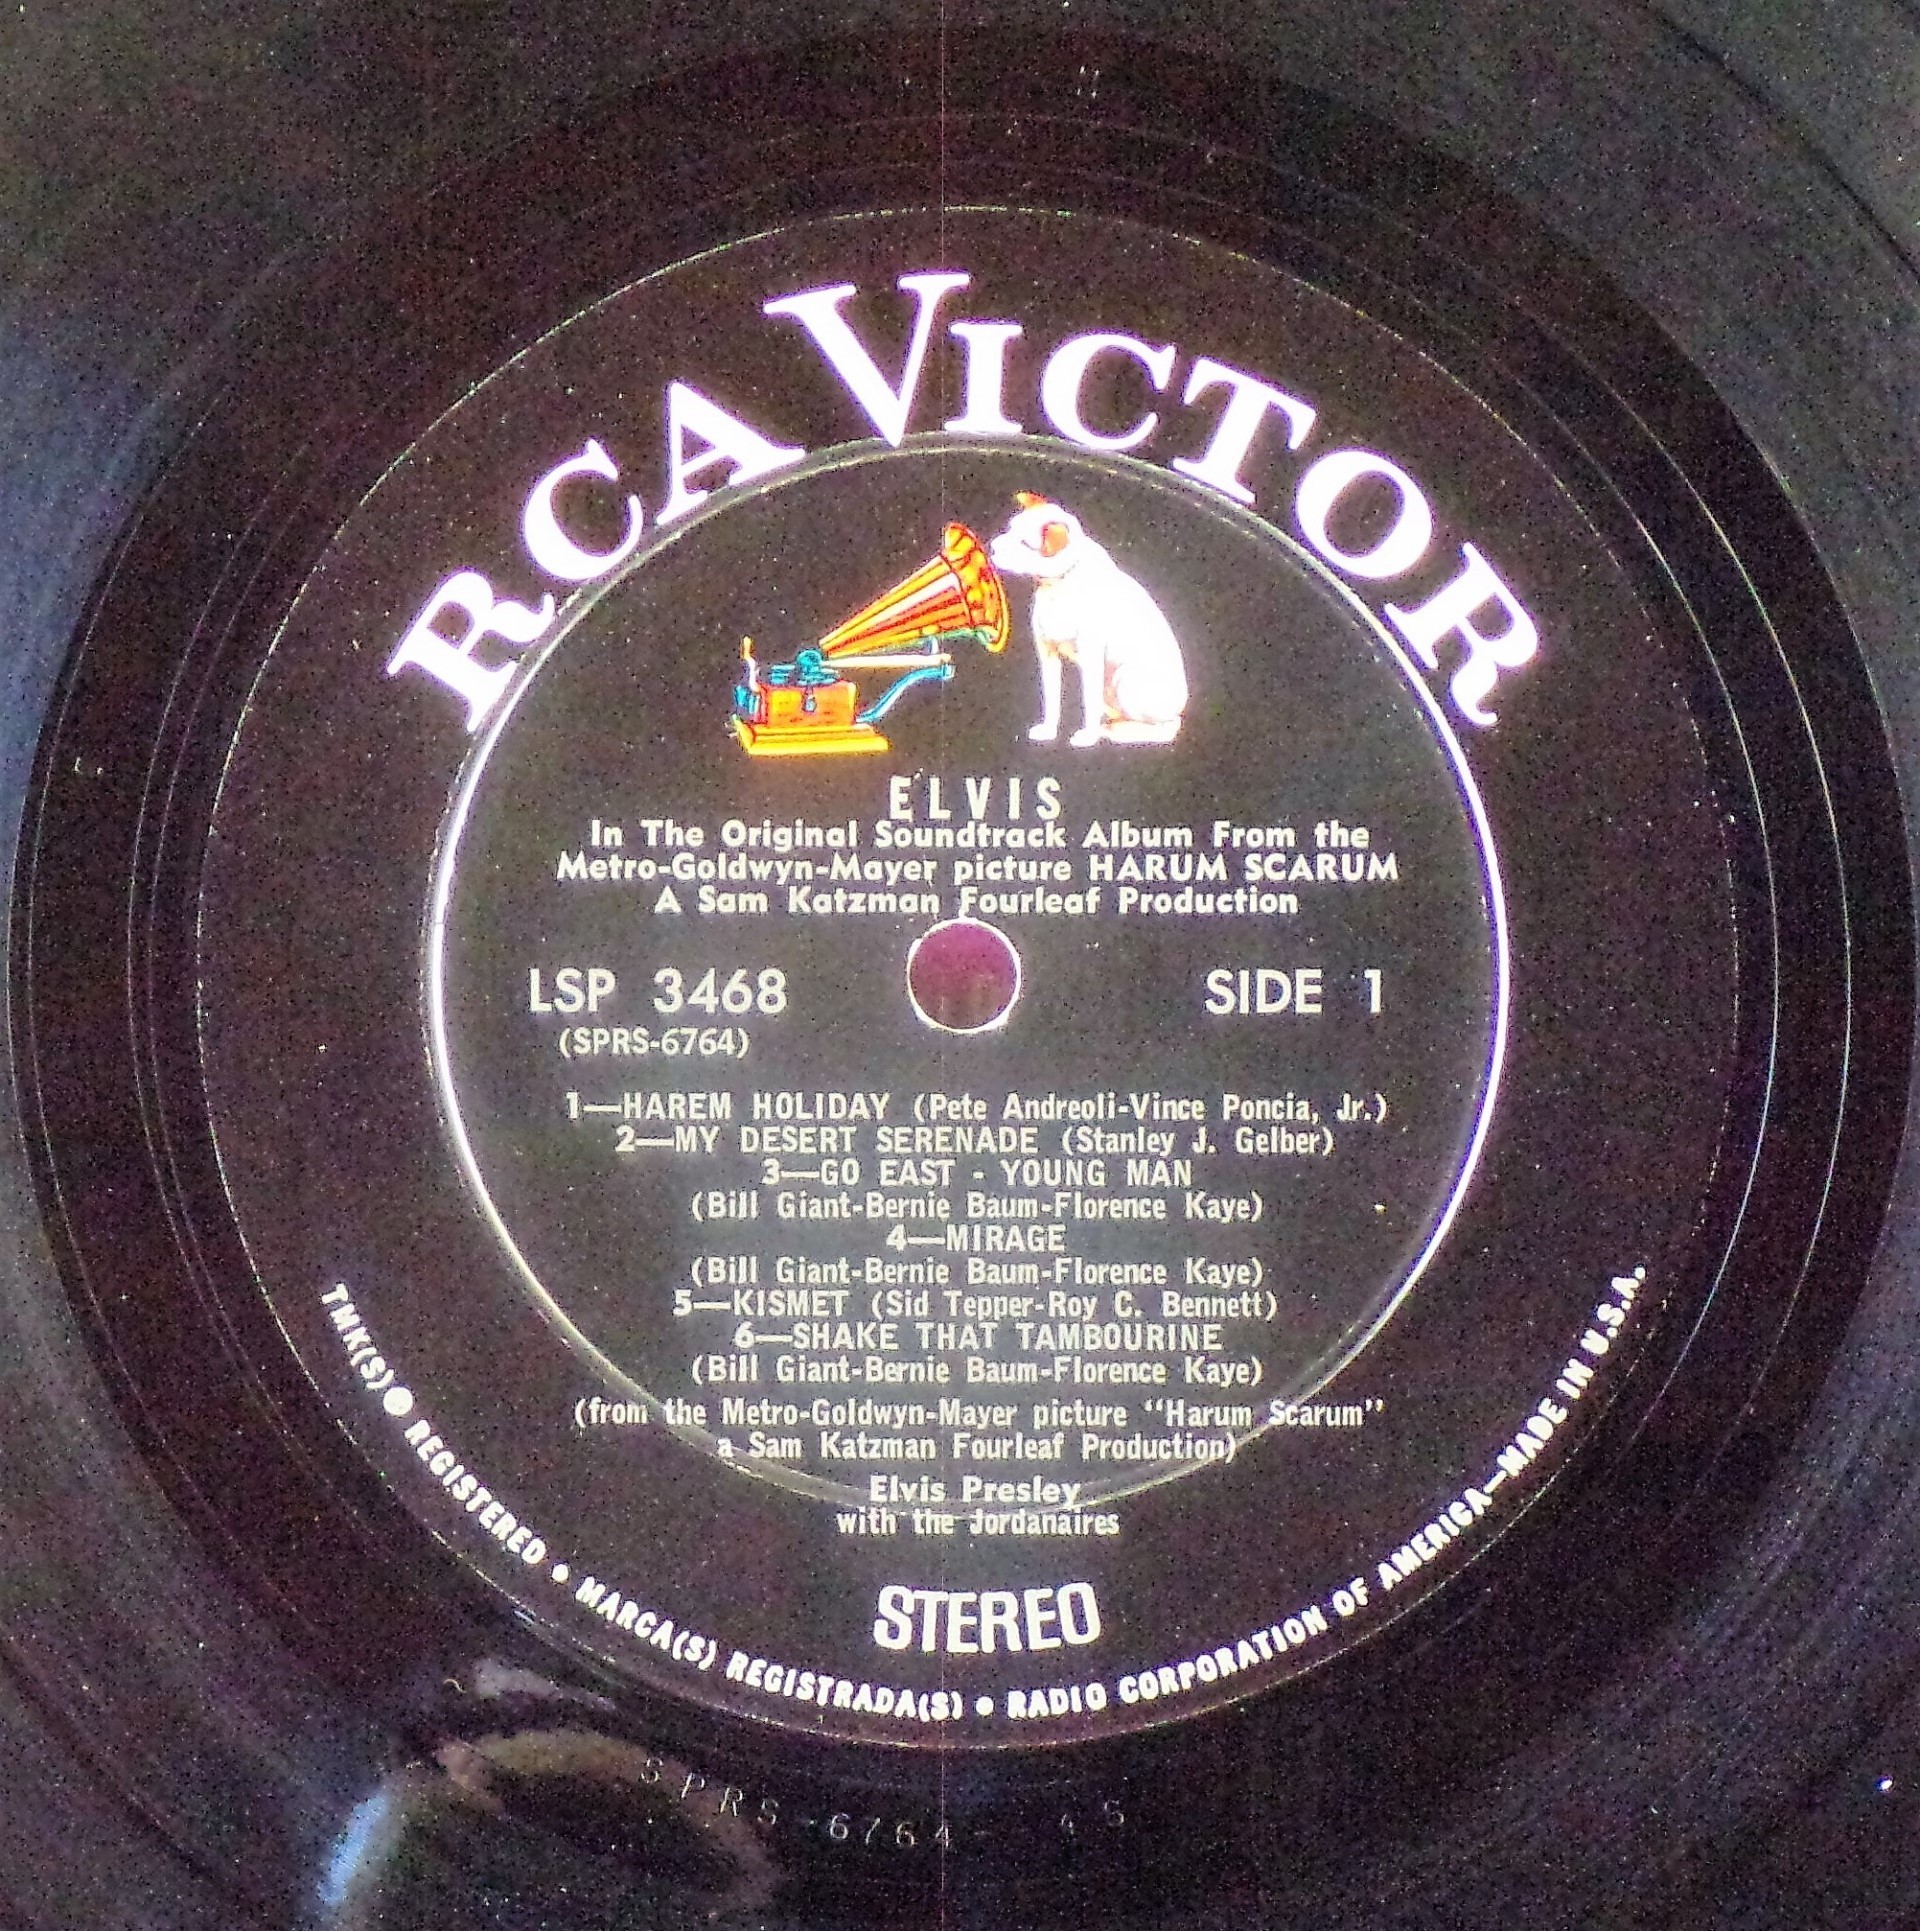 RCA VICTOR
ELVIS
In The Original Soundtrack Album From the
Metro-Goldwyn-Mayer picture HARUM SCARUM
A Sam Katzman Fourleaf Production
LSP 3468
SIDE 1
(SPRS-6764)
1—HAREM HOLIDAY (Pete Andreoli-Vince Poncia, Jr.)
2—MY DESERT SERENADE (Stanley J. Gelber)
3—GO EAST - YOUNG MAN
(Bill Giant-Bernie Baum-Florence Kaye)
4—MIRAGE
(Bill Giant-Bernie Baum-Florence Kaye)
5—KISMET (Sid Tepper-Roy C. Bennett)
6—SHAKE THAT TAMBOURINE
(Bill Giant-Bernie Baum-Florence Kaye)
(from the Metro-Goldwyn-Mayer picture "Harum Scarum"
a Sam Katzman Fourleaf Production)
Elvis Presley
with the Jordanaires
STEREO
TMK(S) ® REGISTERED • MARCA(S) REGISTRADA(S) • RADIO CORPORATION OF AMERICA—MADE IN U.S.A.
SPRS-6764-